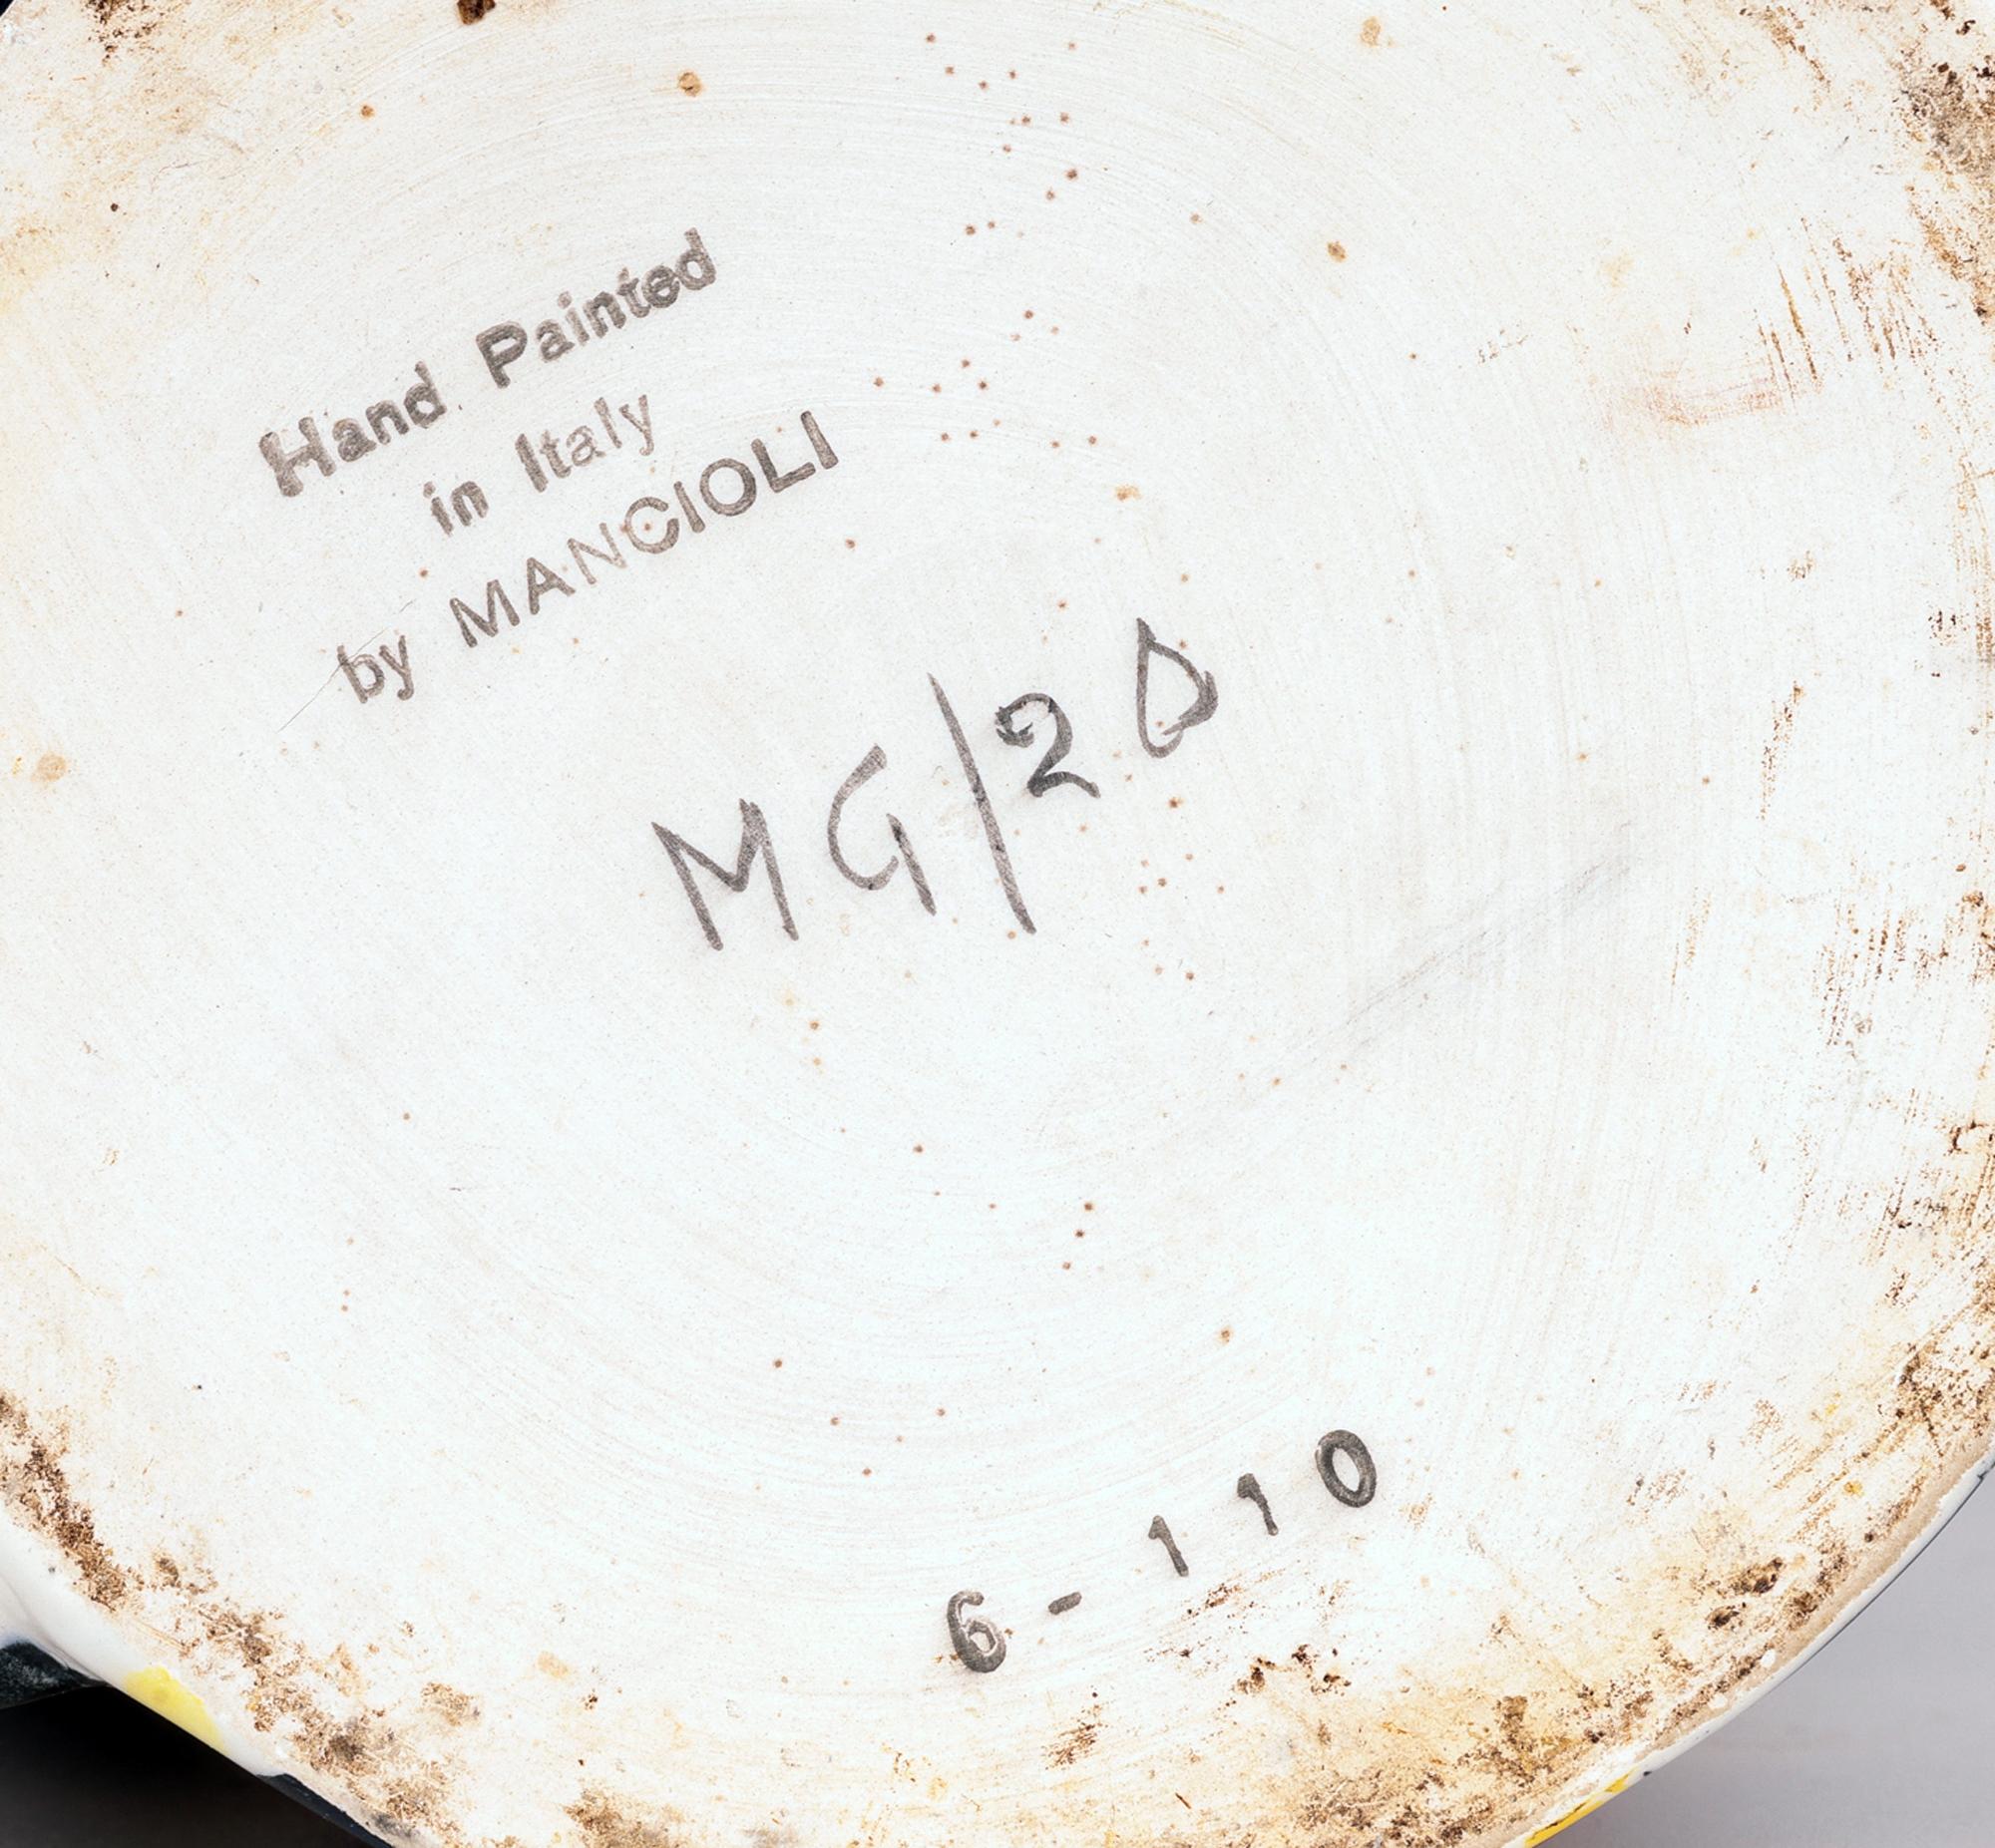 Hand Painted
in Italy
by MANCIOLI
MG/20
6-110